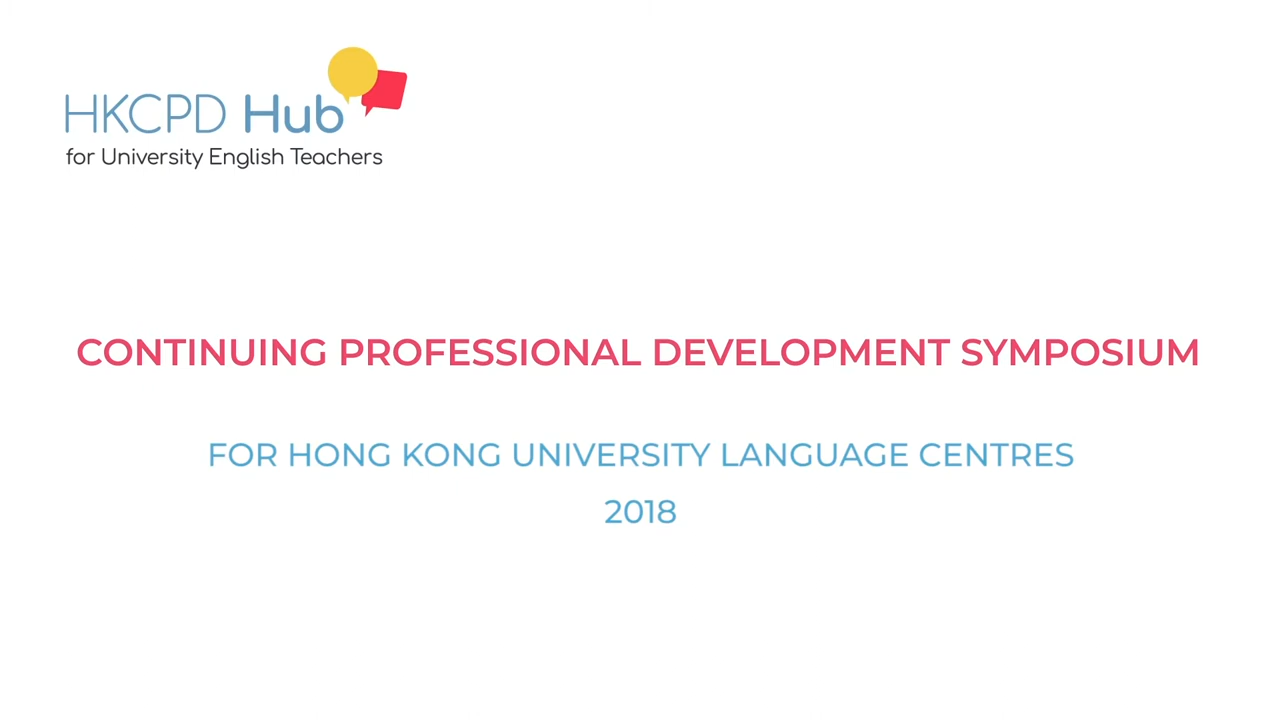 HKCPD Hub
for University English Teachers
CONTINUING PROFESSIONAL DEVELOPMENT SYMPOSIUM
FOR HONG KONG UNIVERSITY LANGUAGE CENTRES
2018